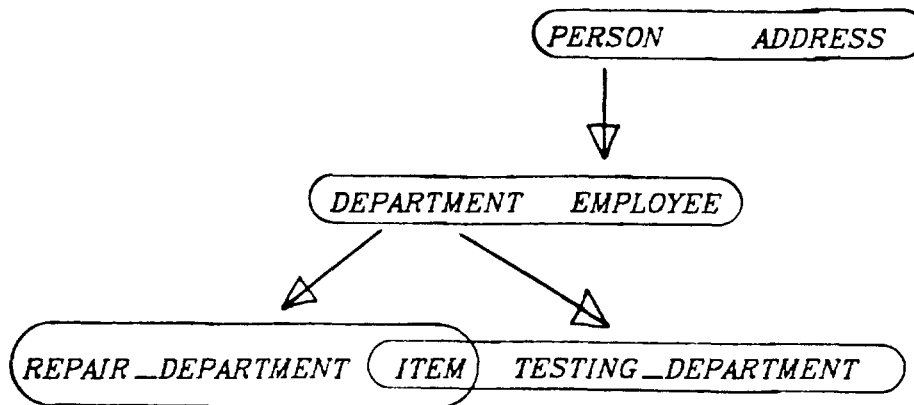 PERSON ADDRESS
DEPARTMENT EMPLOYEE
REPAIR_DEPARTMENT ITEM TESTING_DEPARTMENT